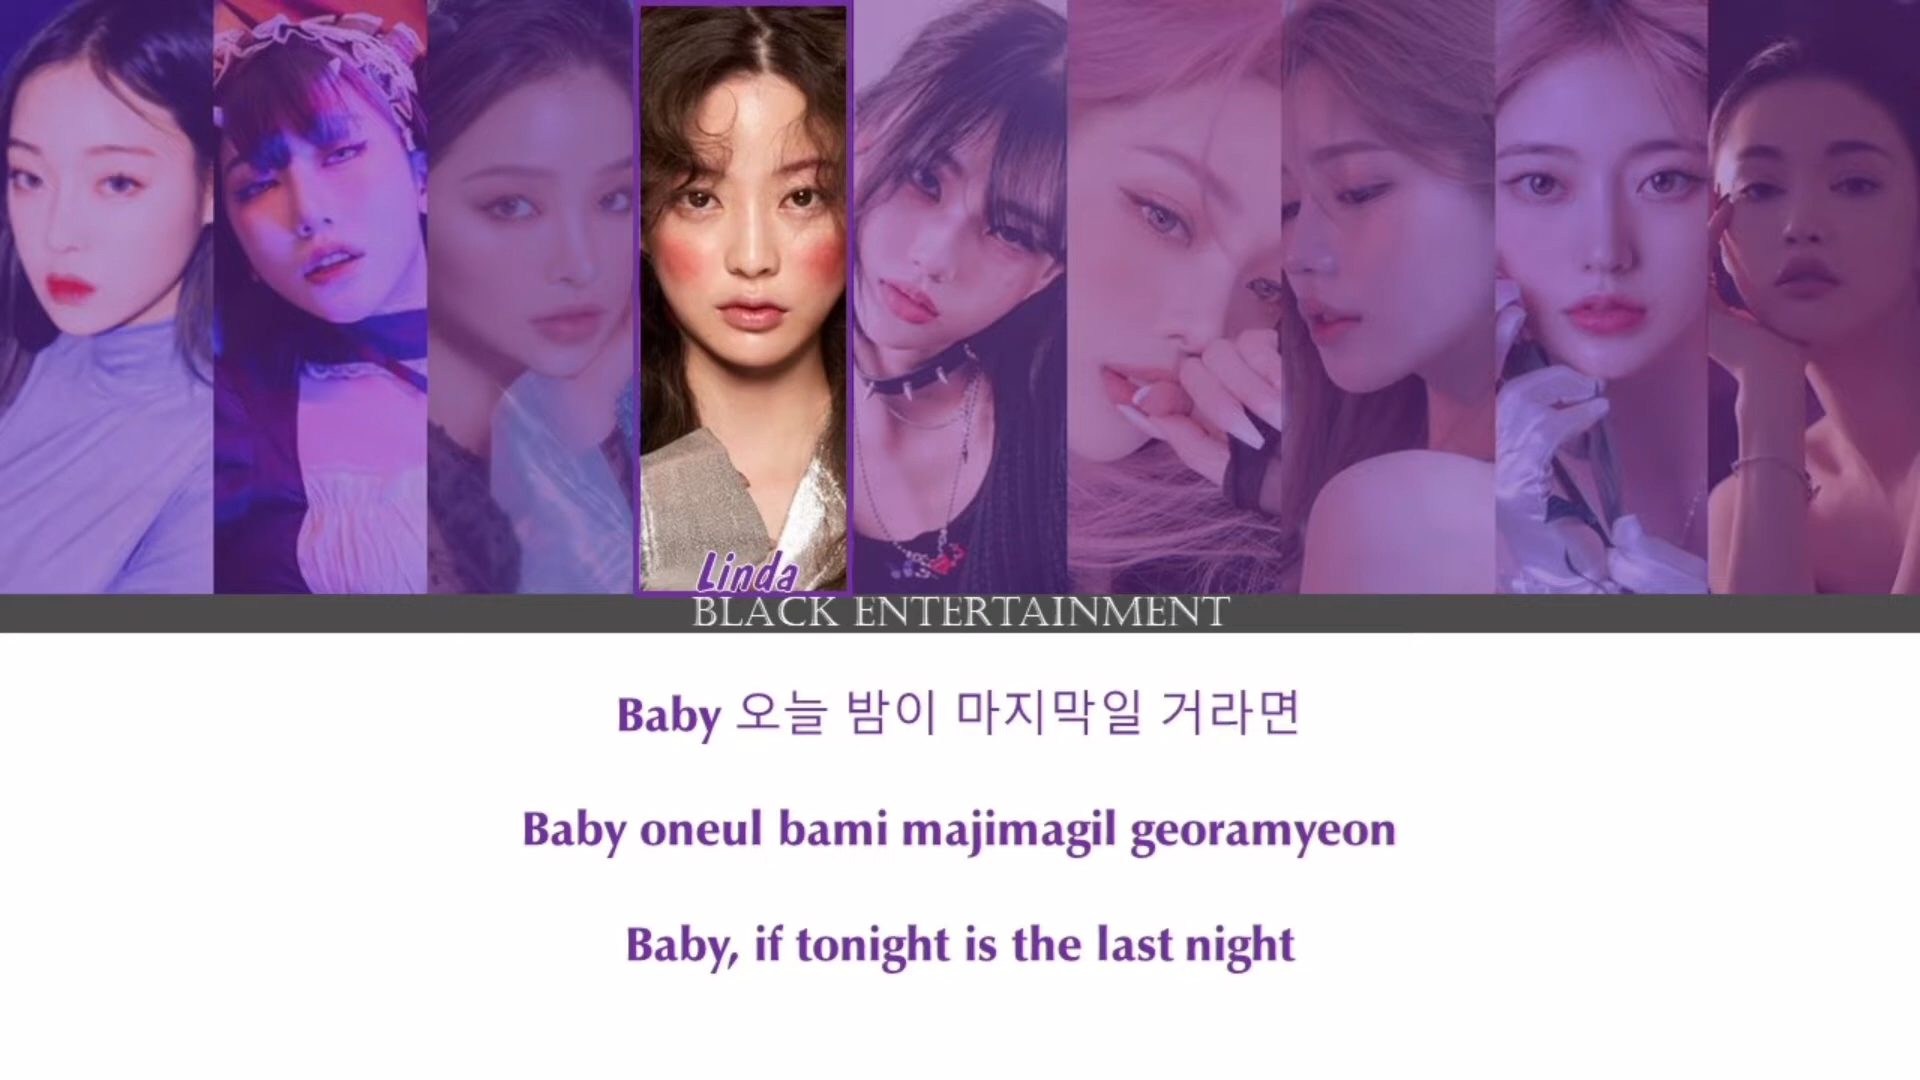 Linda
BLACK ENTERTAINMENT
Baby 오늘 밤이 마지막일 거라면
Baby oneul bami majimagil georamyeon
Baby, if tonight is the last night